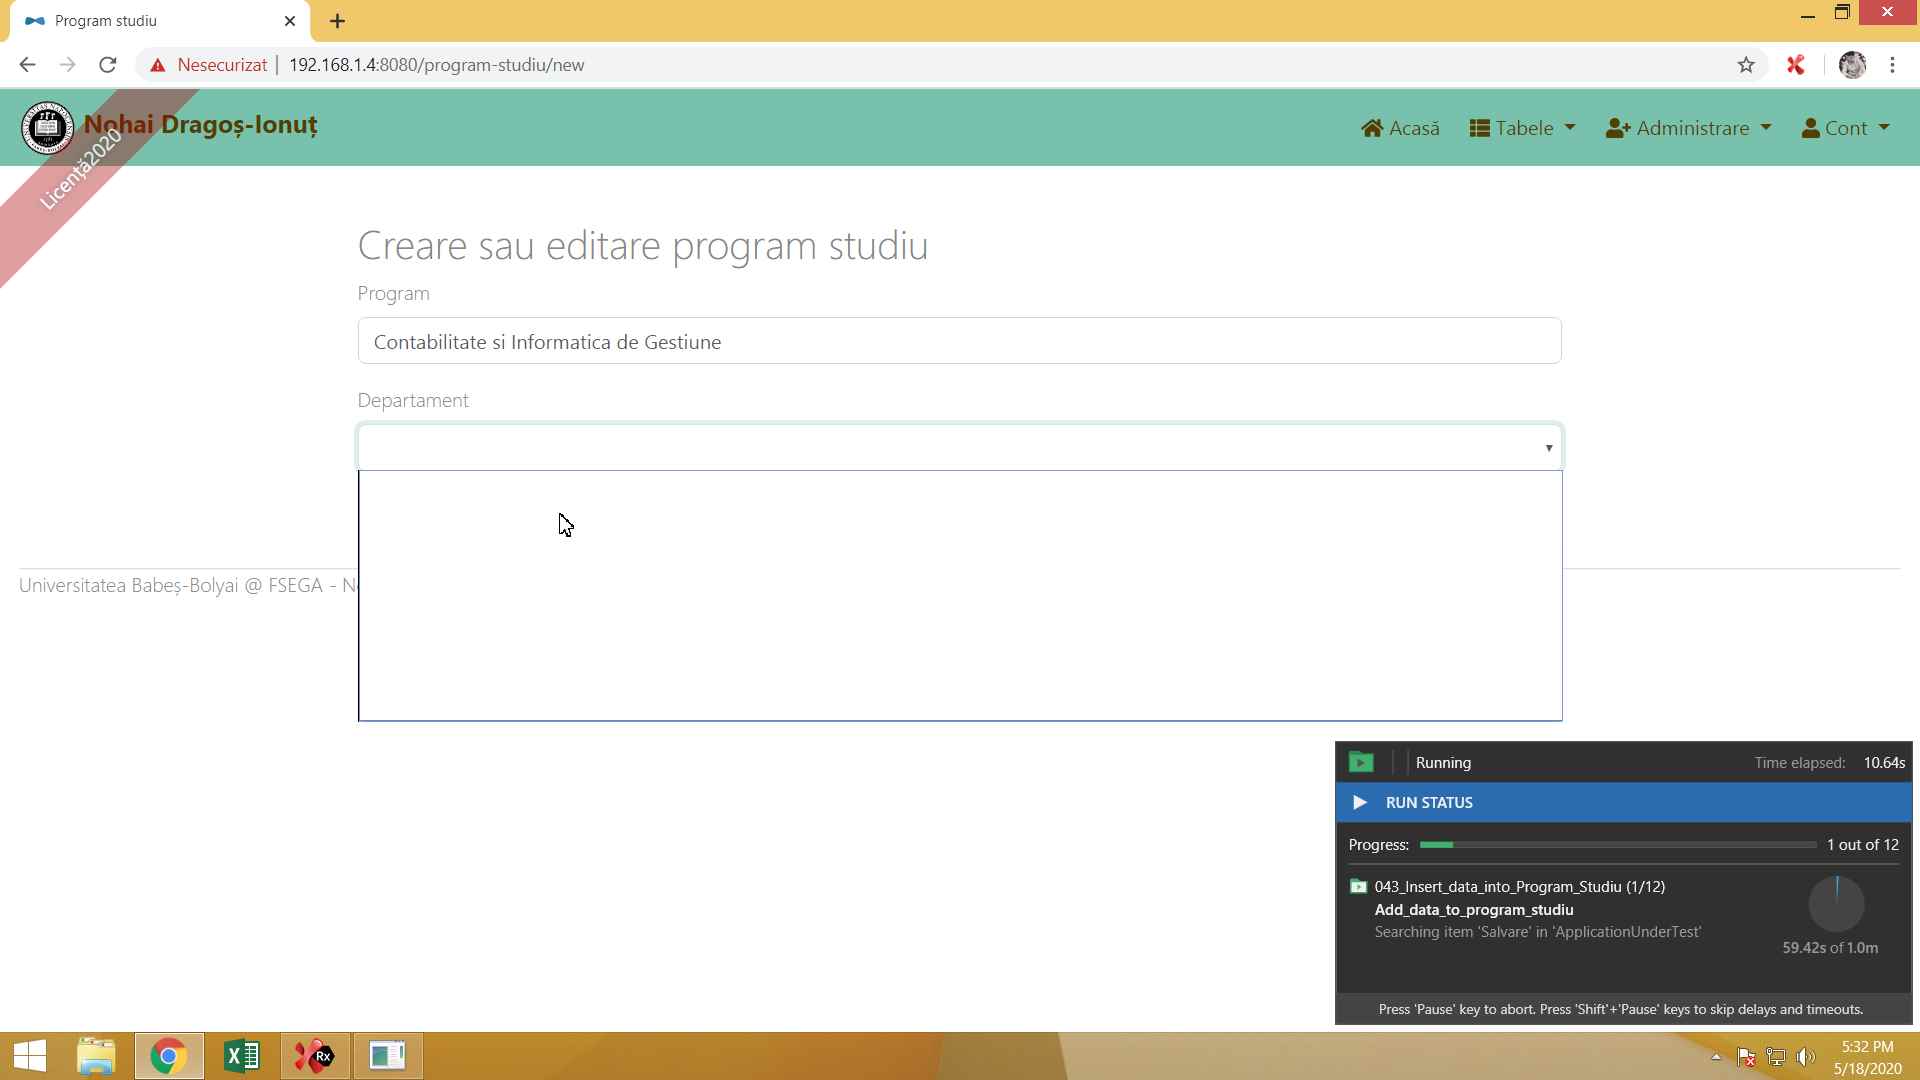 Program studiu
Nesecurizat
192.168.1.4:8080/program-studiu/new
Nohai Dragoș-Ionuț
Licență2020
Acasă
Tabele
Administrare
Cont
Creare sau editare program studiu
Program
Contabilitate si Informatica de Gestiune
Departament
Universitatea Babeș-Bolyai @ FSEGA -
Running
Time elapsed: 10.64s
RUN STATUS
Progress: 1 out of 12
043_Insert_data_into_Program_Studiu (1/12)
Add_data_to_program_studiu
Searching item 'Salvare' in 'ApplicationUnderTest'
59.42s of 1.0m
Press 'Pause' key to abort. Press 'Shift'+'Pause' keys to skip delays and timeouts.
Rx
5:32 PM
5/18/2020